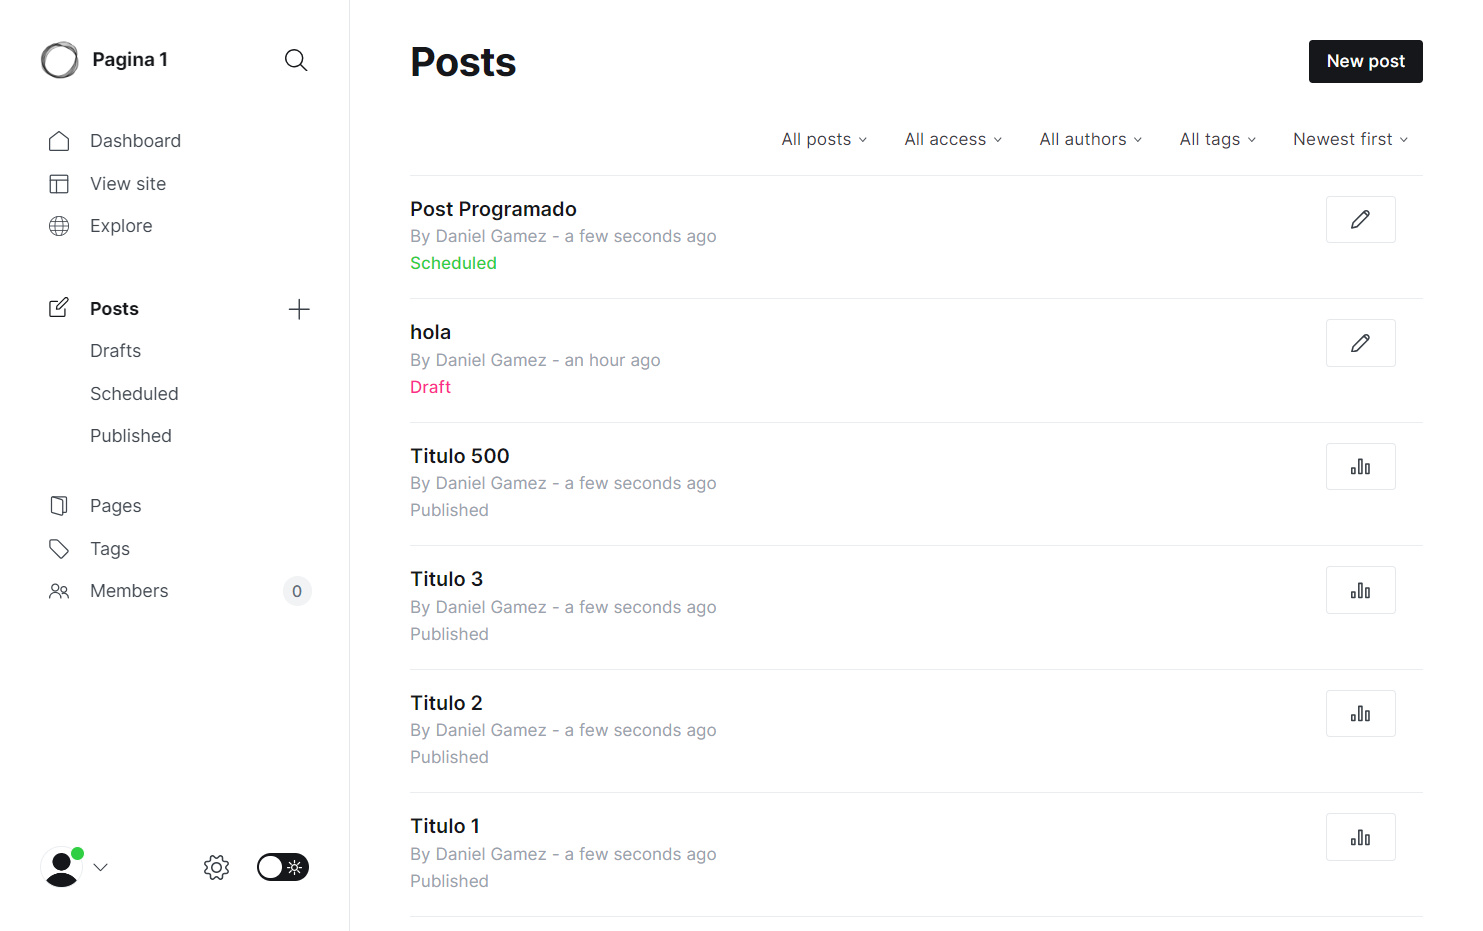 Pagina 1
Dashboard
View site
Explore
Posts
Drafts
Scheduled
Published
Pages
Tags
Members 0
Posts
New post
All posts All access All authors All tags Newest first
Post Programado
By Daniel Gamez - a few seconds ago
Scheduled
hola
By Daniel Gamez - an hour ago
Draft
Titulo 500
By Daniel Gamez - a few seconds ago
Published
Titulo 3
By Daniel Gamez - a few seconds ago
Published
Titulo 2
By Daniel Gamez - a few seconds ago
Published
Titulo 1
By Daniel Gamez - a few seconds ago
Published